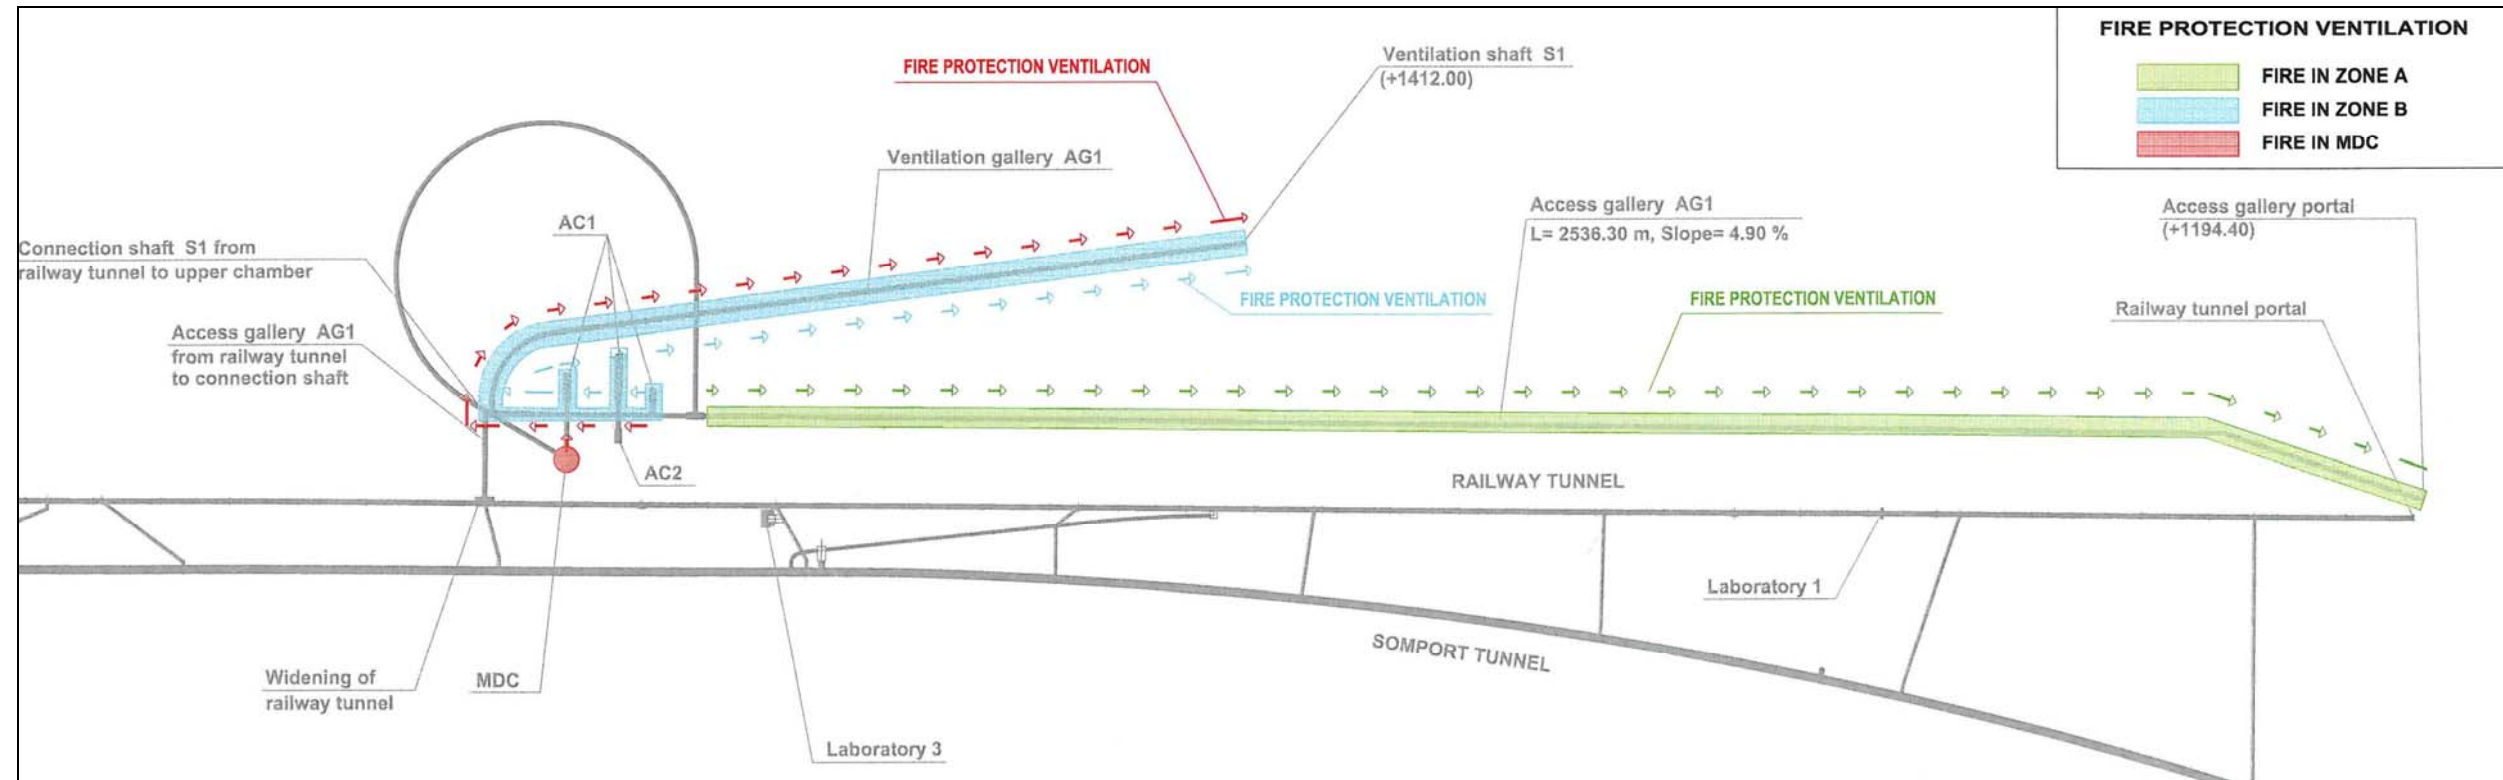 FIRE PROTECTION VENTILATION
FIRE IN ZONE A
FIRE IN ZONE B
FIRE IN MDC
FIRE PROTECTION VENTILATION
Ventilation shaft S1
(+1412.00)
Ventilation gallery AG1
Access gallery AG1
L= 2536.30 m, Slope= 4.90 %
Access gallery portal
(+1194.40)
AC1
Connection shaft S1 from
railway tunnel to upper chamber
FIRE PROTECTION VENTILATION
FIRE PROTECTION VENTILATION
Railway tunnel portal
Access gallery AG1
from railway tunnel
to connection shaft
AC2
RAILWAY TUNNEL
Laboratory 1
SOMPORT TUNNEL
Widening of
railway tunnel
MDC
Laboratory 3